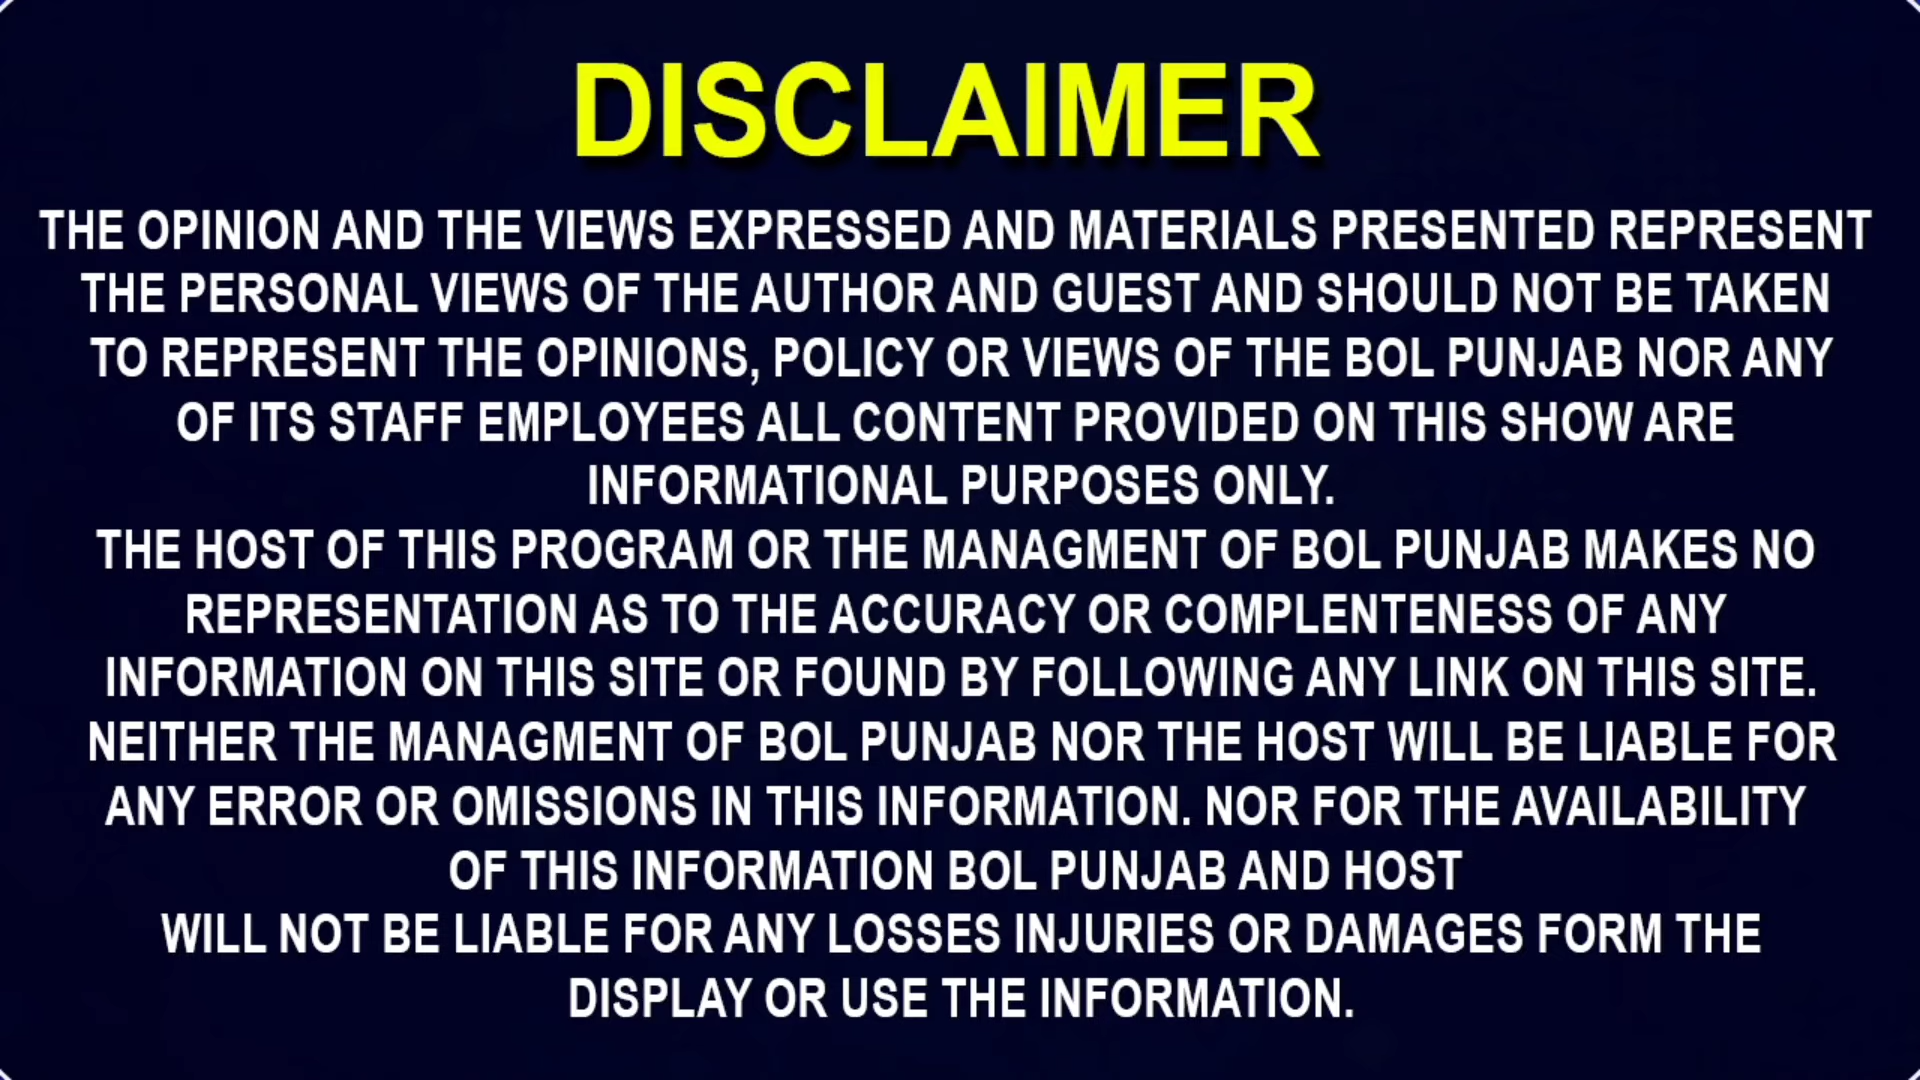 DISCLAIMER
THE OPINION AND THE VIEWS EXPRESSED AND MATERIALS PRESENTED REPRESENT
THE PERSONAL VIEWS OF THE AUTHOR AND GUEST AND SHOULD NOT BE TAKEN
TO REPRESENT THE OPINIONS, POLICY OR VIEWS OF THE BOL PUNJAB NOR ANY
OF ITS STAFF EMPLOYEES ALL CONTENT PROVIDED ON THIS SHOW ARE
INFORMATIONAL PURPOSES ONLY.
THE HOST OF THIS PROGRAM OR THE MANAGMENT OF BOL PUNJAB MAKES NO
REPRESENTATION AS TO THE ACCURACY OR COMPLENTENESS OF ANY
INFORMATION ON THIS SITE OR FOUND BY FOLLOWING ANY LINK ON THIS SITE.
NEITHER THE MANAGMENT OF BOL PUNJAB NOR THE HOST WILL BE LIABLE FOR
ANY ERROR OR OMISSIONS IN THIS INFORMATION. NOR FOR THE AVAILABILITY
OF THIS INFORMATION BOL PUNJAB AND HOST
WILL NOT BE LIABLE FOR ANY LOSSES INJURIES OR DAMAGES FORM THE
DISPLAY OR USE THE INFORMATION.